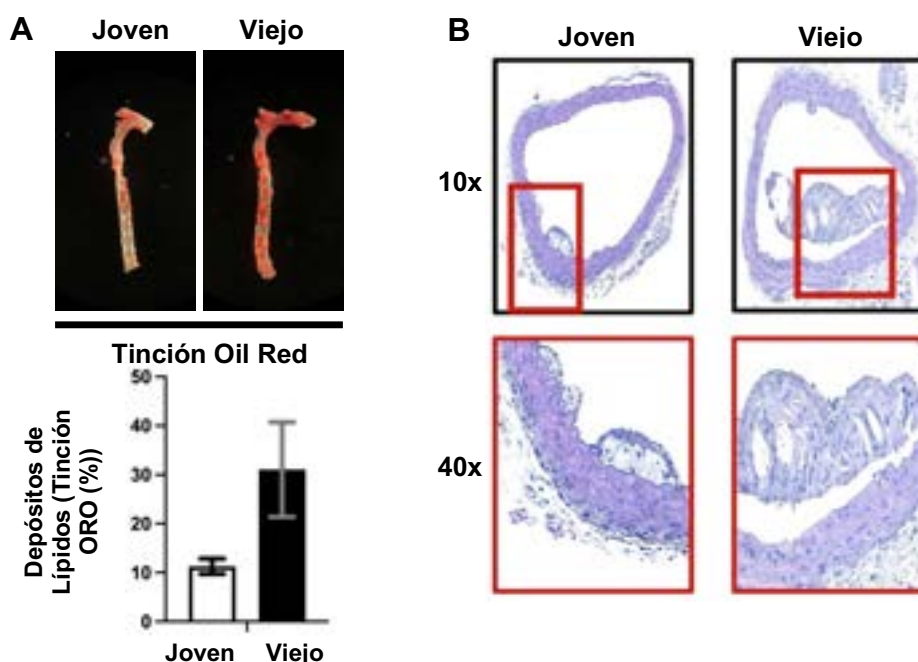 A
Joven Viejo
Tinción Oil Red
Depósitos de
Lípidos (Tinción
ORO (%))
50
40
30
20
10
0
Joven Viejo
B
Joven Viejo
10x
40x